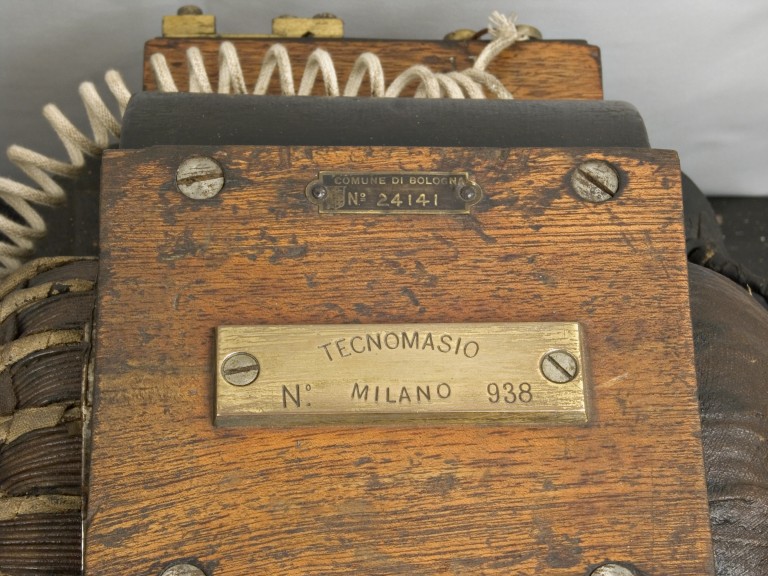 COMUNE DI BOLOGNA
Nº 24141
TECNOMASIO
Nº. MILANO 938